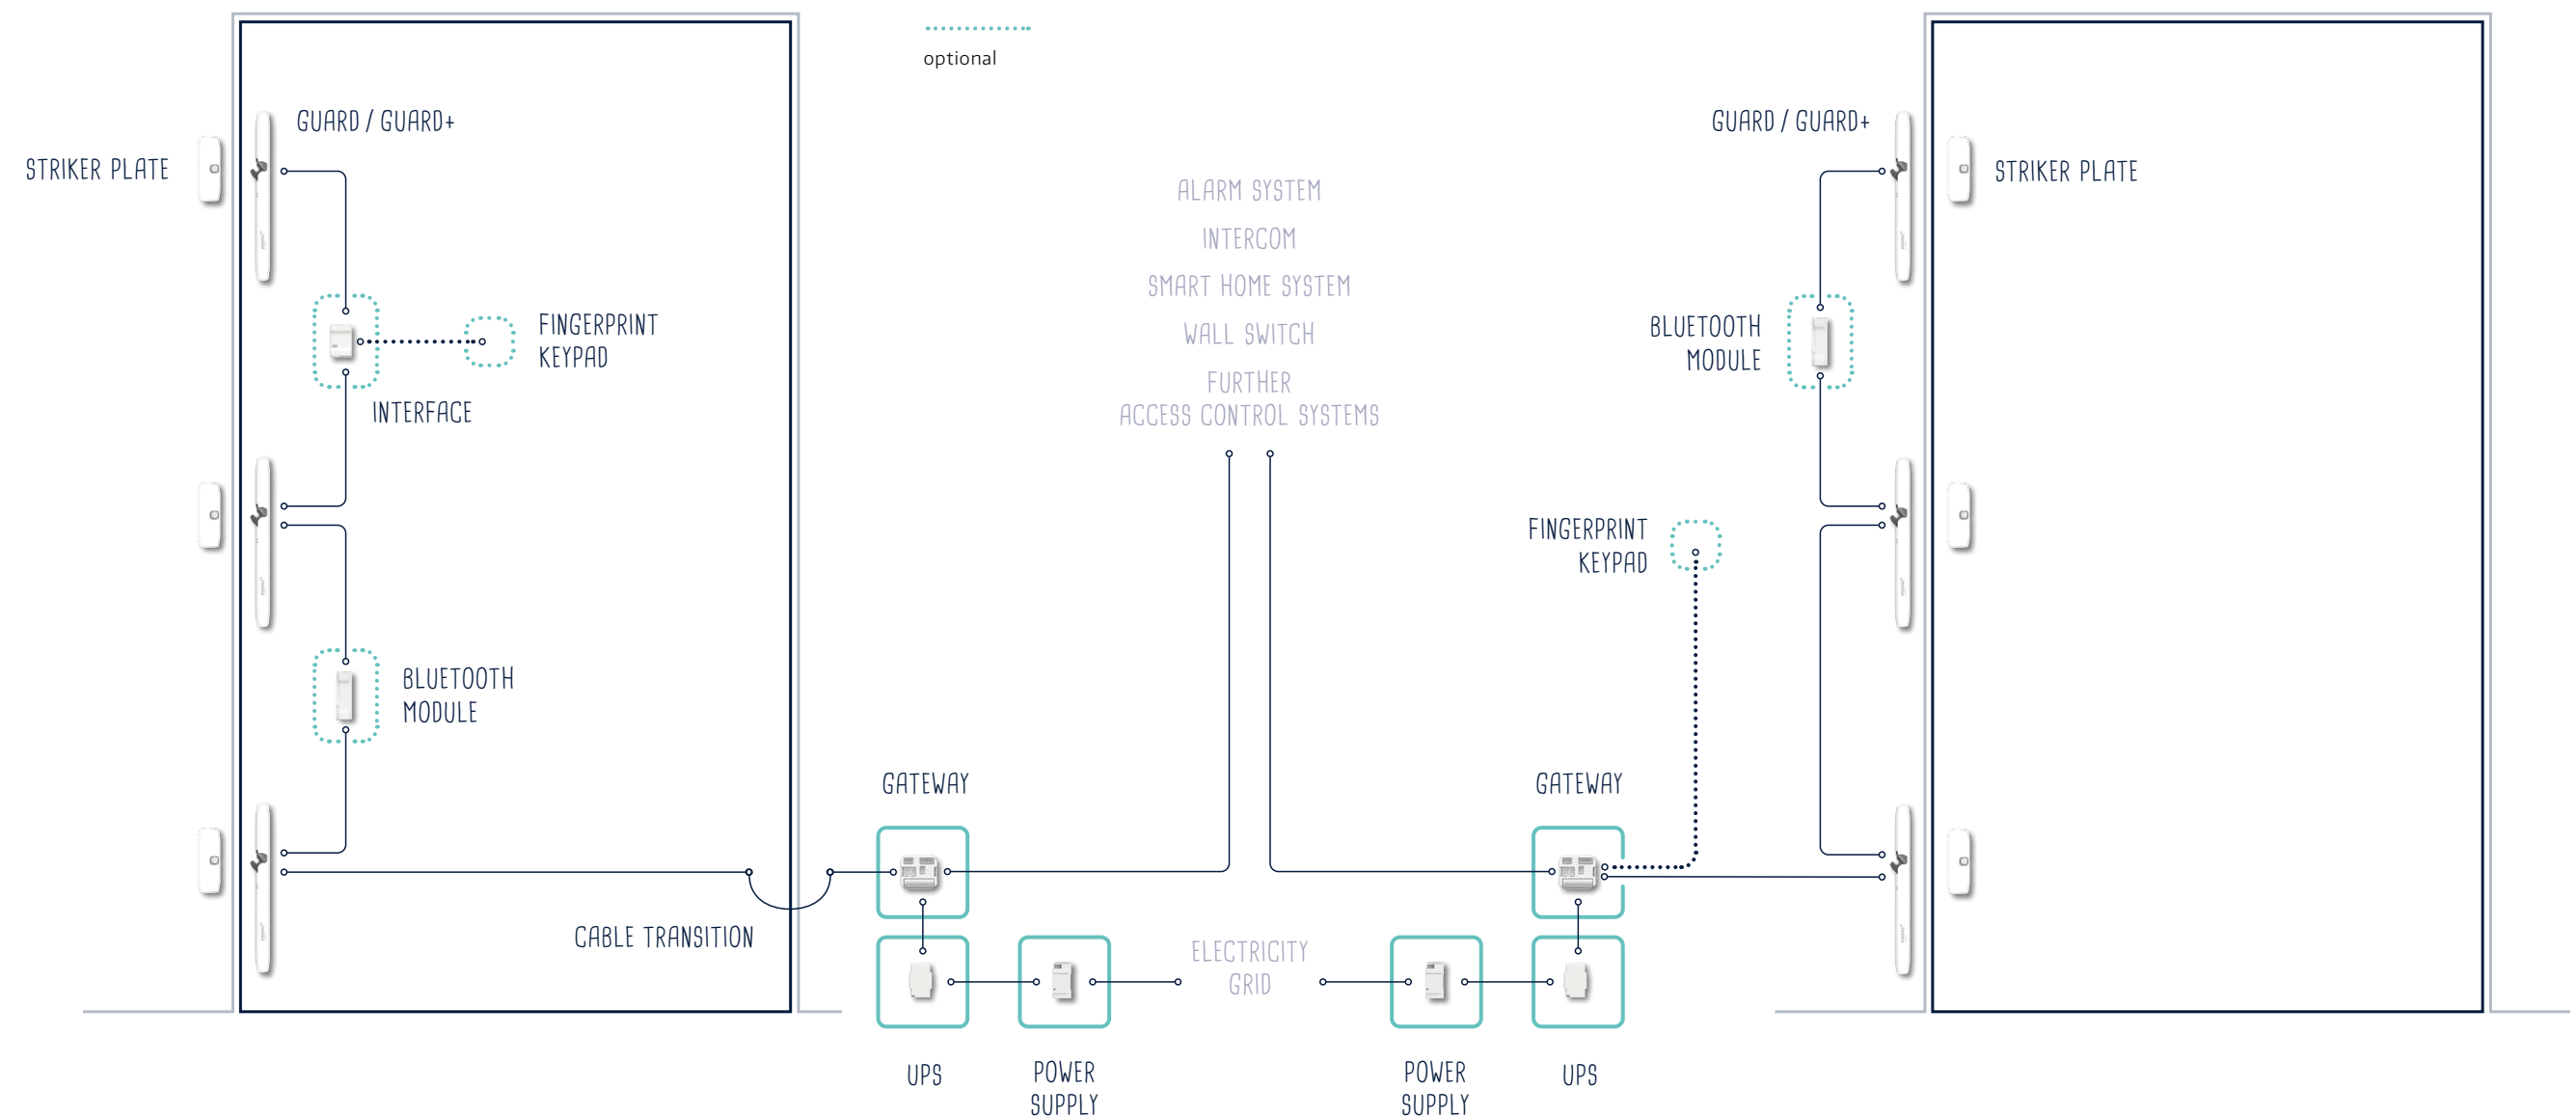 optional
GUARD / GUARD+
STRIKER PLATE
FINGERPRINT
KEYPAD
INTERFACE
BLUETOOTH
MODULE
CABLE TRANSITION
ALARM SYSTEM
INTERCOM
SMART HOME SYSTEM
WALL SWITCH
FURTHER
ACCESS CONTROL SYSTEMS
GATEWAY
UPS
POWER
SUPPLY
ELECTRICITY
GRID
GATEWAY
POWER
SUPPLY
UPS
FINGERPRINT
KEYPAD
BLUETOOTH
MODULE
GUARD / GUARD+
STRIKER PLATE